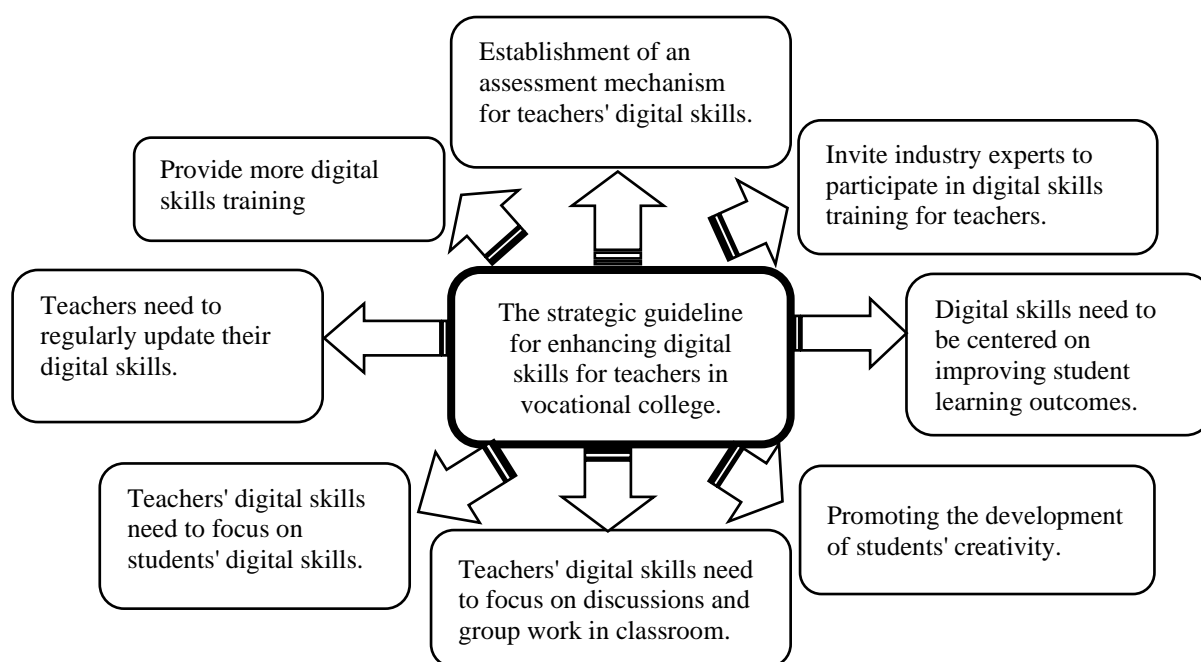 Establishment of an
assessment mechanism
for teachers' digital skills.
Provide more digital
skills training
Invite industry experts to
participate in digital skills
training for teachers.
Teachers need to
regularly update their
digital skills.
The strategic guideline
for enhancing digital
skills for teachers in
vocational college.
Digital skills need to
be centered on
improving student
learning outcomes.
Teachers' digital skills
need to focus on
students' digital skills.
Teachers' digital skills need
to focus on discussions and
group work in classroom.
Promoting the development
of students' creativity.